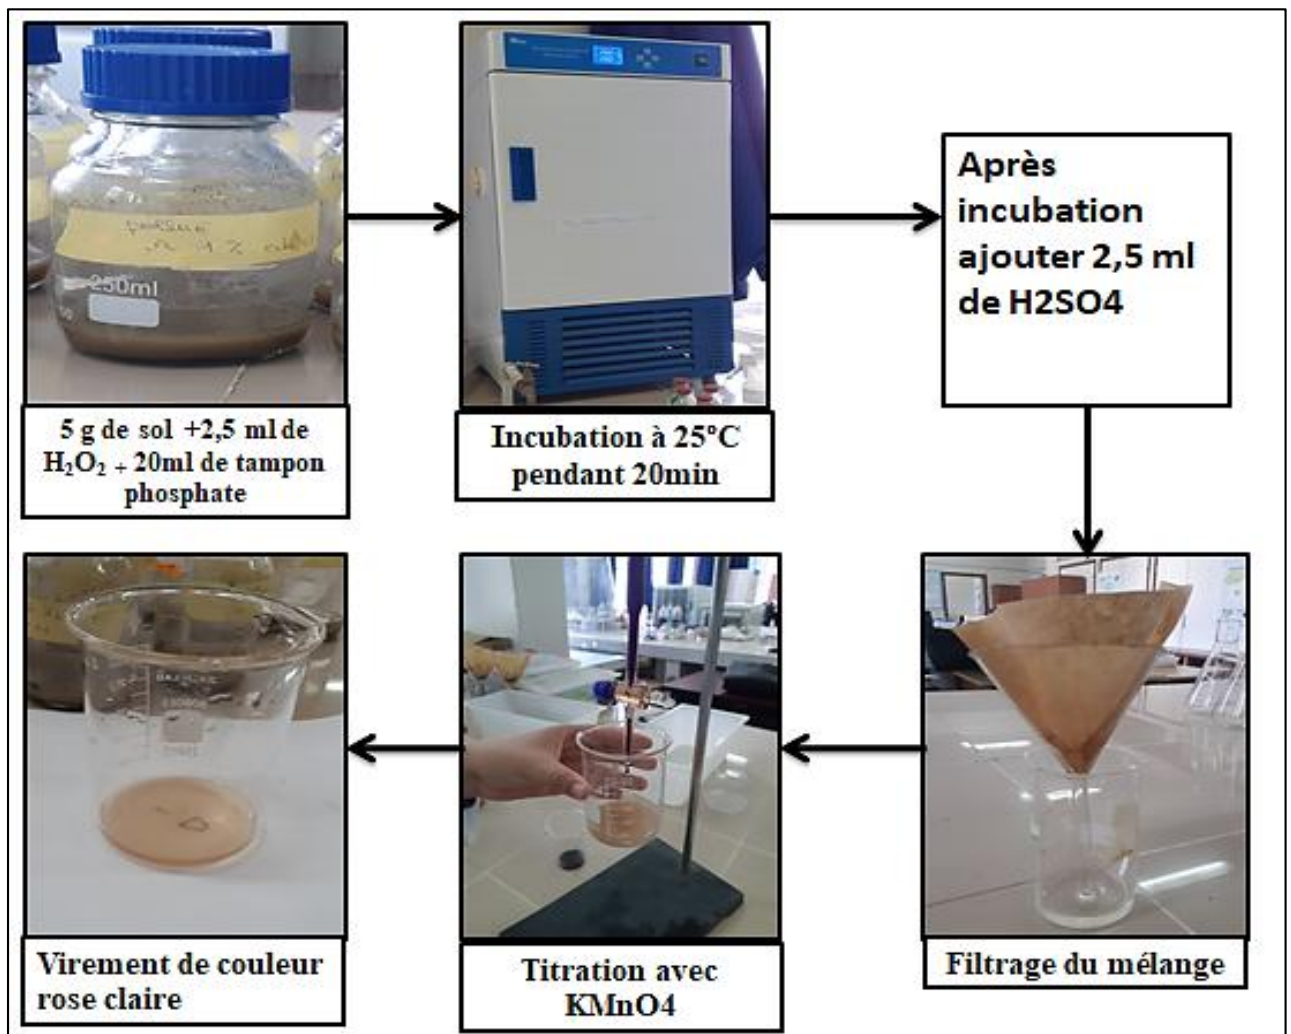 250ml
5 g de sol +2,5 ml de
H₂O₂ + 20ml de tampon
phosphate
Incubation à 25°C
pendant 20min
Après
incubation
ajouter 2,5 ml
de H2SO4
Filtrage du mélange
Titration avec
KMnO4
Virement de couleur
rose claire